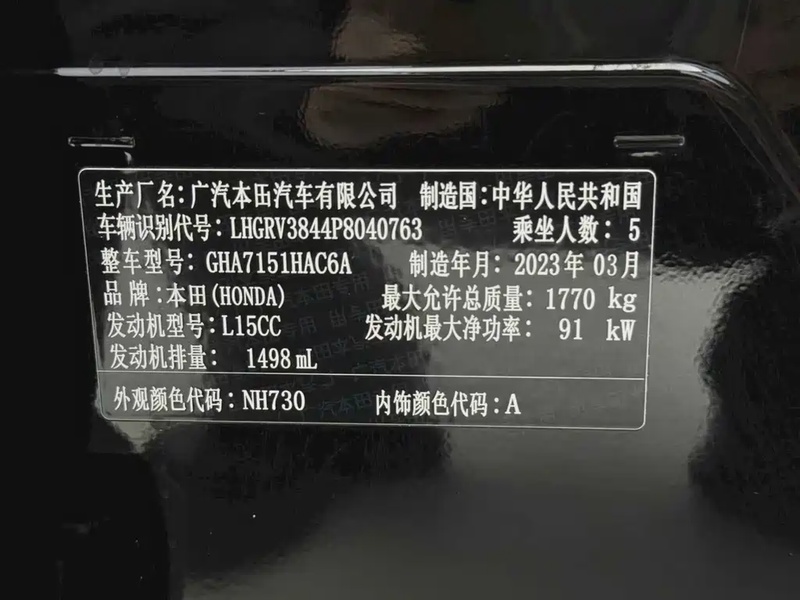 生产厂名:广汽本田汽车有限公司 制造国:中华人民共和国
车辆识别代号:LHGRV3844P8040763 乘坐人数:5
整车型号:GHA7151HAC6A 制造年月:2023年03月
品牌:本田(HONDA) 最大允许总质量:1770 kg
发动机型号:L15CC 发动机最大净功率:91 kW
发动机排量: 1498 mL
外观颜色代码:NH730 内饰颜色代码:A